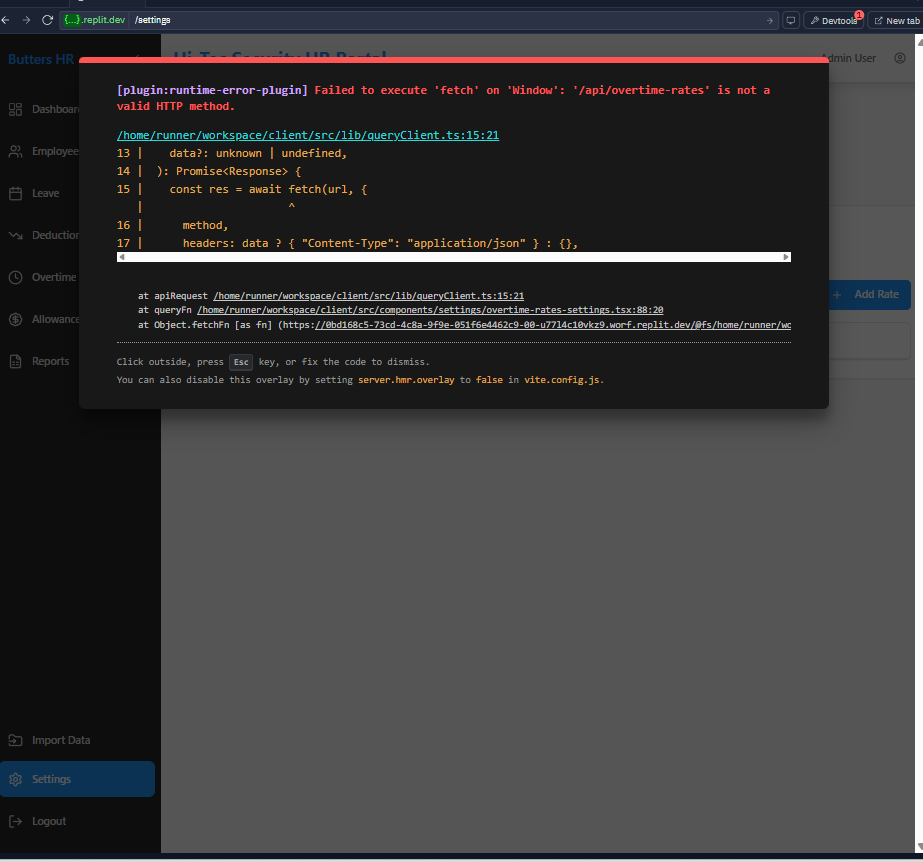 {...}.replit.dev /settings
Devtools 1 New tab
Butters HR
Hi-Tec Security HR Portal
Admin User
[plugin:runtime-error-plugin] Failed to execute 'fetch' on 'Window': '/api/overtime-rates' is not a
valid HTTP method.
/home/runner/workspace/client/src/lib/queryClient.ts:15:21
13 | data?: unknown | undefined,
14 | ): Promise<Response> {
15 | const res = await fetch(url, {
| ^
16 | method,
17 | headers: data ? { "Content-Type": "application/json" } : {},
at apiRequest /home/runner/workspace/client/src/lib/queryClient.ts:15:21
at queryFn /home/runner/workspace/client/src/components/settings/overtime-rates-settings.tsx:88:20
at Object.fetchFn [as fn] (https://0bd168c5-73cd-4c8a-9f9e-051f6e4462c9-00-u77l4c10vkz9.worf.replit.dev/@fs/home/runner/wo
Click outside, press Esc key, or fix the code to dismiss.
You can also disable this overlay by setting server.hmr.overlay to false in vite.config.js.
Dashboar
Employee
Leave
Deduction
Overtime
Allowance
Reports
+ Add Rate
Import Data
Settings
Logout